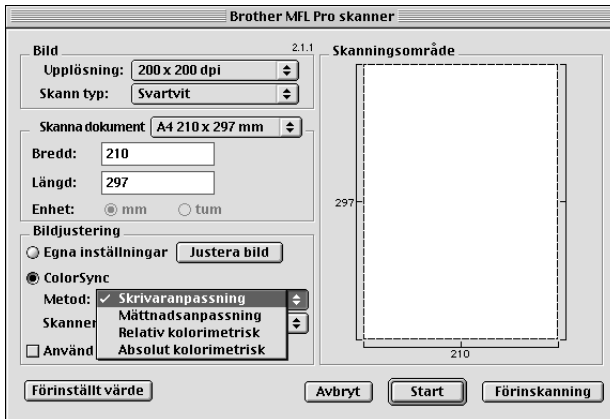 Brother MFL Pro skanner
Bild 2.1.1
Upplösning: 200 x 200 dpi
Skann typ: Svartvit
Skanna dokument A4 210 x 297 mm
Bredd: 210
Längd: 297
Enhet: mm tum
Bildjustering
Egna inställningar Justera bild
ColorSync
Metod: ✓ Skrivaranpassning
Mättnadsanpassning
Skanner
Relativ kolorimetrisk
Absolut kolorimetrisk
Använd
Skanningsområde
297
210
Förinställt värde Avbryt Start Förinskanning